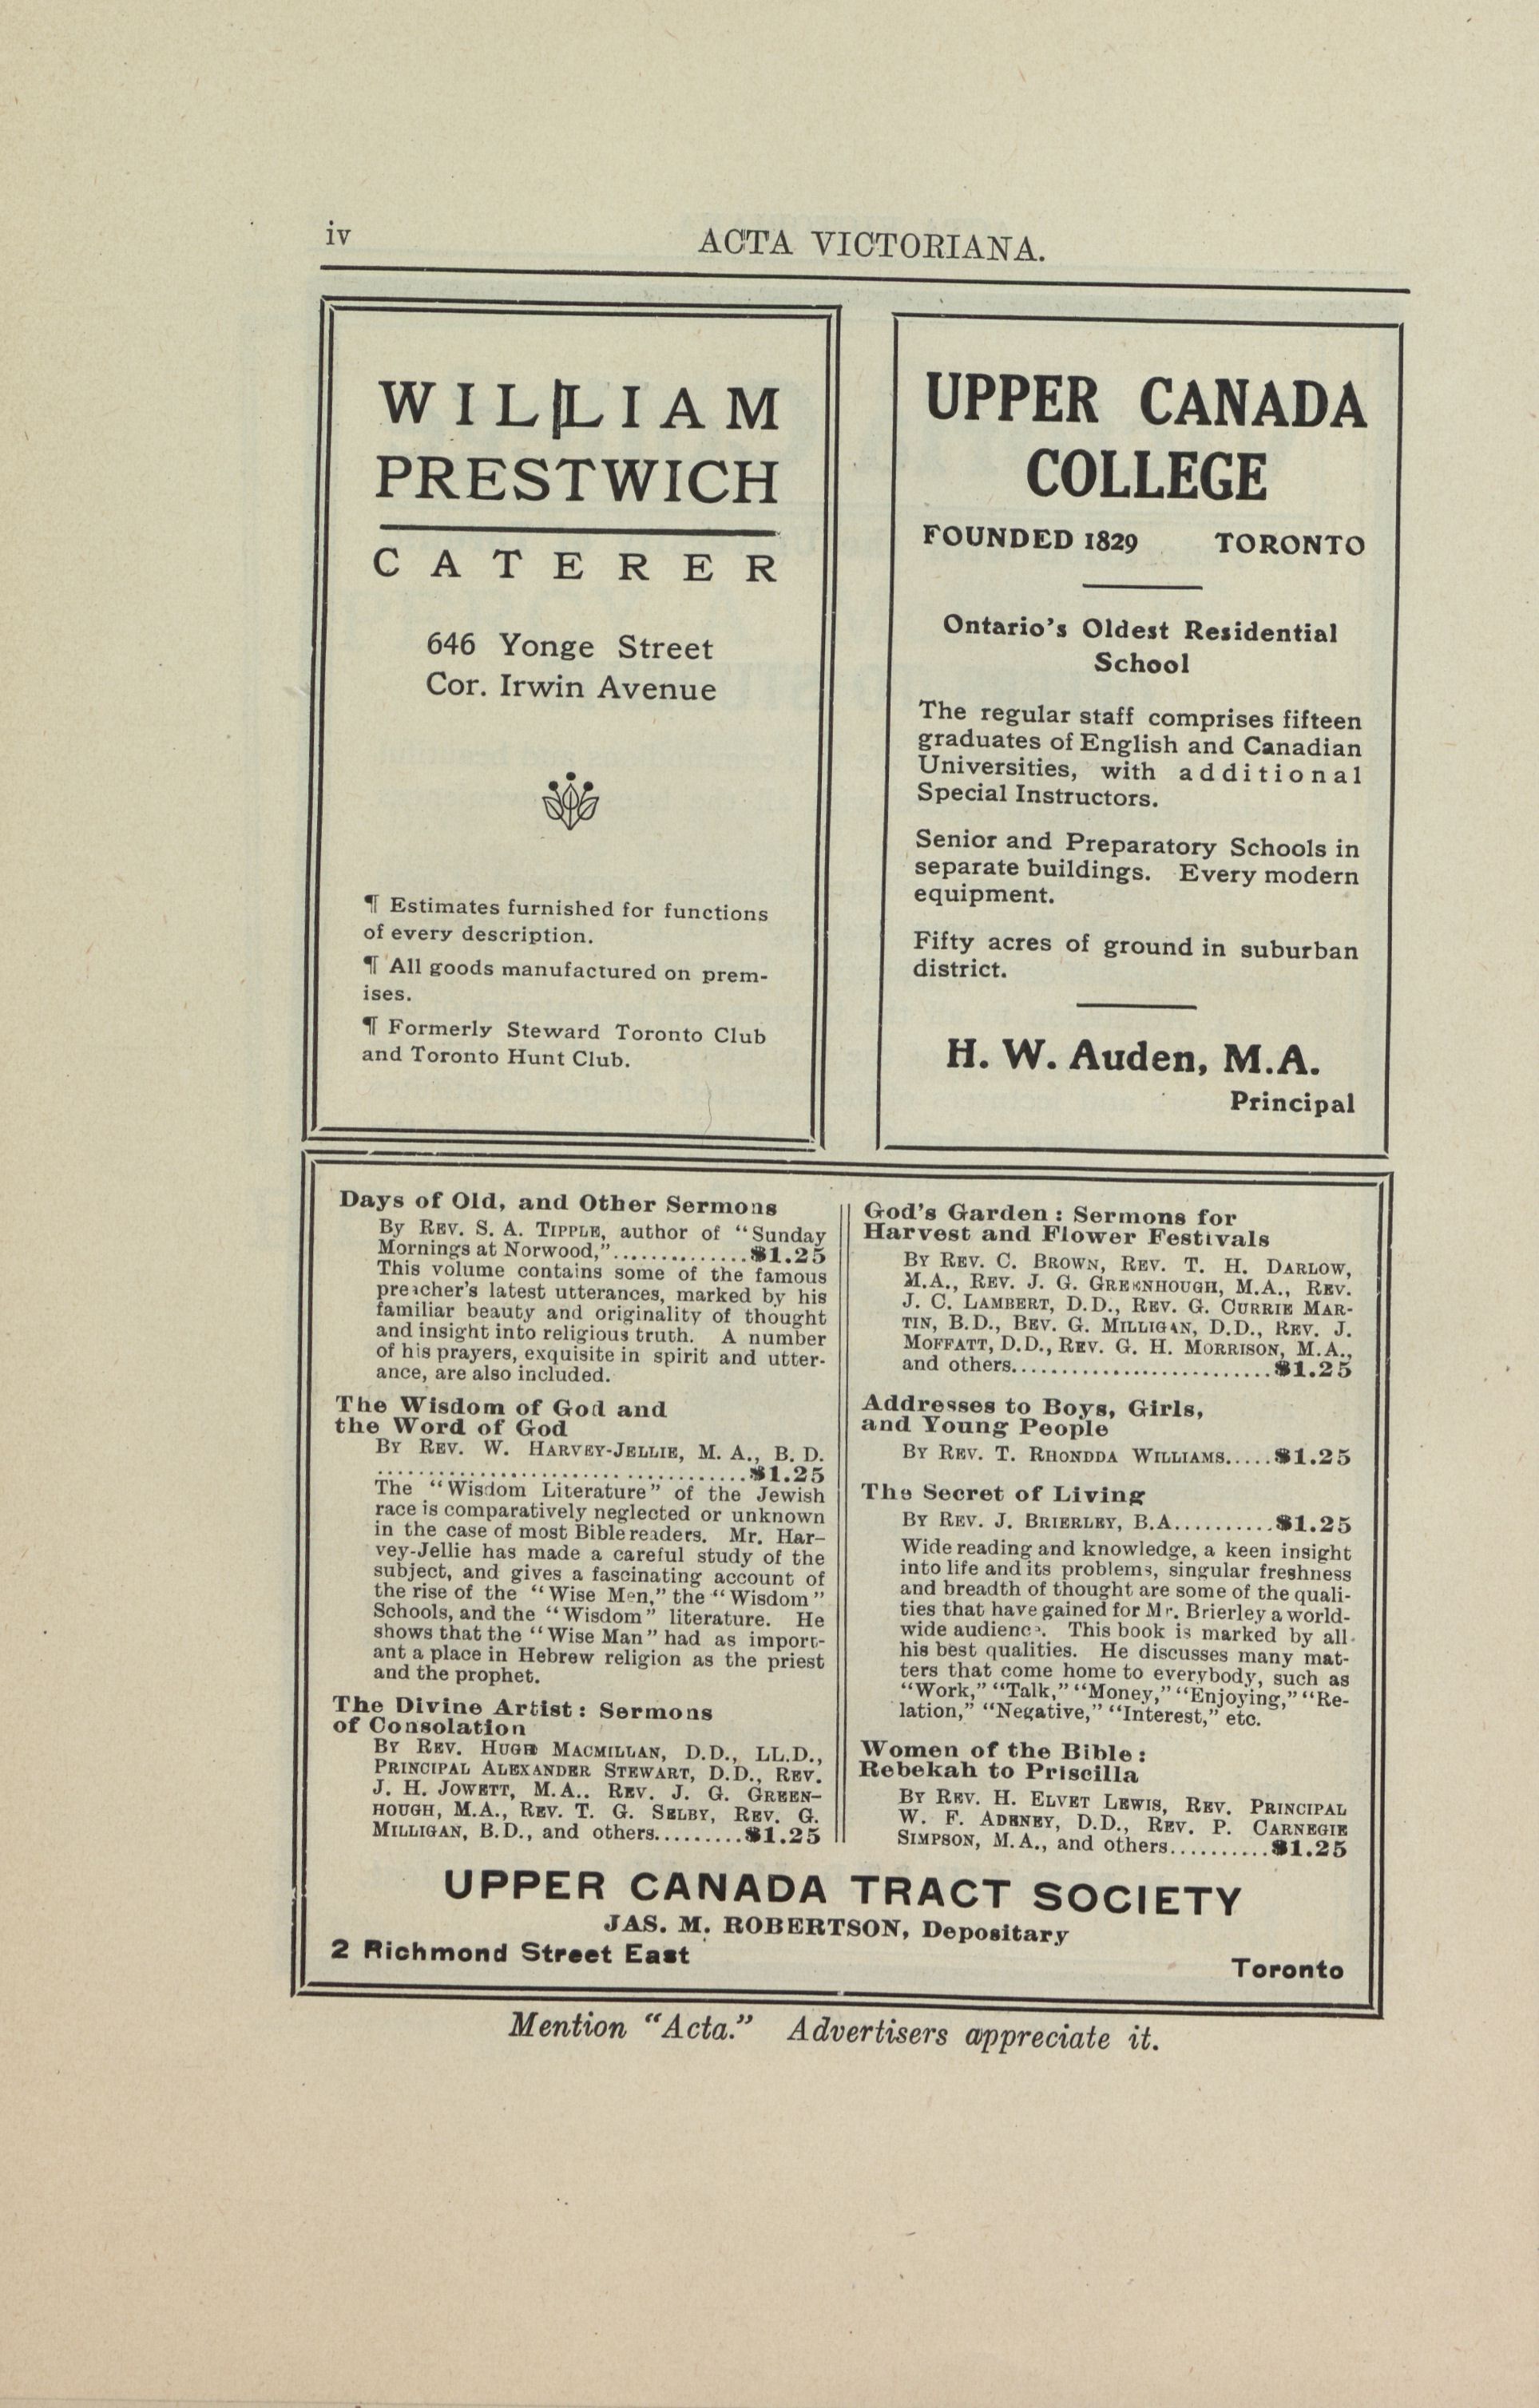 iv
ACTA VICTORIANA.
WILLIAM
PRESTWICH
CATERER
646 Yonge Street
Cor. Irwin Avenue
¶ Estimates furnished for functions
of every description.
¶ All goods manufactured on prem-
ises.
¶ Formerly Steward Toronto Club
and Toronto Hunt Club.
UPPER CANADA
COLLEGE
FOUNDED 1829 TORONTO
Ontario's Oldest Residential
School
The regular staff comprises fifteen
graduates of English and Canadian
Universities, with additional
Special Instructors.
Senior and Preparatory Schools in
separate buildings. Every modern
equipment.
Fifty acres of ground in suburban
district.
H. W. Auden, M.A.
Principal
Days of Old, and Other Sermons
By REV. S. A. TIPPLE, author of "Sunday
Mornings at Norwood,"..............$1.25
This volume contains some of the famous
preacher's latest utterances, marked by his
familiar beauty and originality of thought
and insight into religious truth. A number
of his prayers, exquisite in spirit and utter-
ance, are also included.
The Wisdom of God and
the Word of God
BY REV. W. HARVEY-JELLIE, M. A., B. D.
....................................$1.25
The "Wisdom Literature" of the Jewish
race is comparatively neglected or unknown
in the case of most Bible readers. Mr. Har-
vey-Jellie has made a careful study of the
subject, and gives a fascinating account of
the rise of the "Wise Men," the "Wisdom"
Schools, and the "Wisdom" literature. He
shows that the "Wise Man" had as import-
ant a place in Hebrew religion as the priest
and the prophet.
The Divine Artist: Sermons
of Consolation
BY REV. HUGH MACMILLAN, D.D., LL.D.,
PRINCIPAL ALEXANDER STEWART, D.D., REV.
J. H. JOWETT, M.A.. REV. J. G. GREEN-
HOUGH, M.A., REV. T. G. SELBY, REV. G.
MILLIGAN, B.D., and others.........$1.25
God's Garden: Sermons for
Harvest and Flower Festivals
BY REV. C. BROWN, REV. T. H. DARLOW,
M.A., REV. J. G. GREENHOUGH, M.A., REV.
J. C. LAMBERT, D.D., REV. G. CURRIE MAR-
TIN, B.D., BEV. G. MILLIGAN, D.D., REV. J.
MOFFATT, D.D., REV. G. H. MORRISON, M.A.,
and others..........................$1.25
Addresses to Boys, Girls,
and Young People
BY REV. T. RHONDDA WILLIAMS.....$1.25
The Secret of Living
BY REV. J. BRIERLEY, B.A..........$1.25
Wide reading and knowledge, a keen insight
into life and its problems, singular freshness
and breadth of thought are some of the quali-
ties that have gained for Mr. Brierley a world-
wide audience. This book is marked by all
his best qualities. He discusses many mat-
ters that come home to everybody, such as
"Work," "Talk," "Money," "Enjoying," "Re-
lation," "Negative," "Interest," etc.
Women of the Bible:
Rebekah to Priscilla
BY REV. H. ELVET LEWIS, REV. PRINCIPAL
W. F. ADENEY, D.D., REV. P. CARNEGIE
SIMPSON, M.A., and others..........$1.25
UPPER CANADA TRACT SOCIETY
JAS. M. ROBERTSON, Depositary
2 Richmond Street East Toronto
Mention "Acta." Advertisers appreciate it.